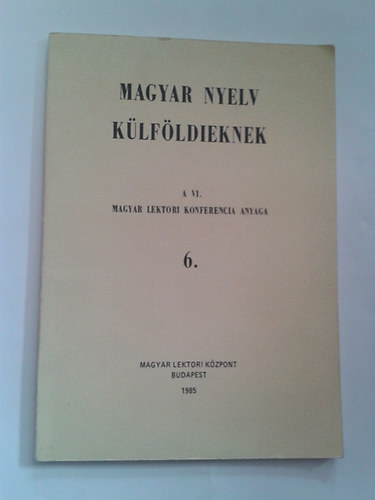 MAGYAR NYELV
KÜLFÖLDIEKNEK
A VI.
MAGYAR LEKTORI KONFERENCIA ANYAGA
6.
MAGYAR LEKTORI KÖZPONT
BUDAPEST
1985